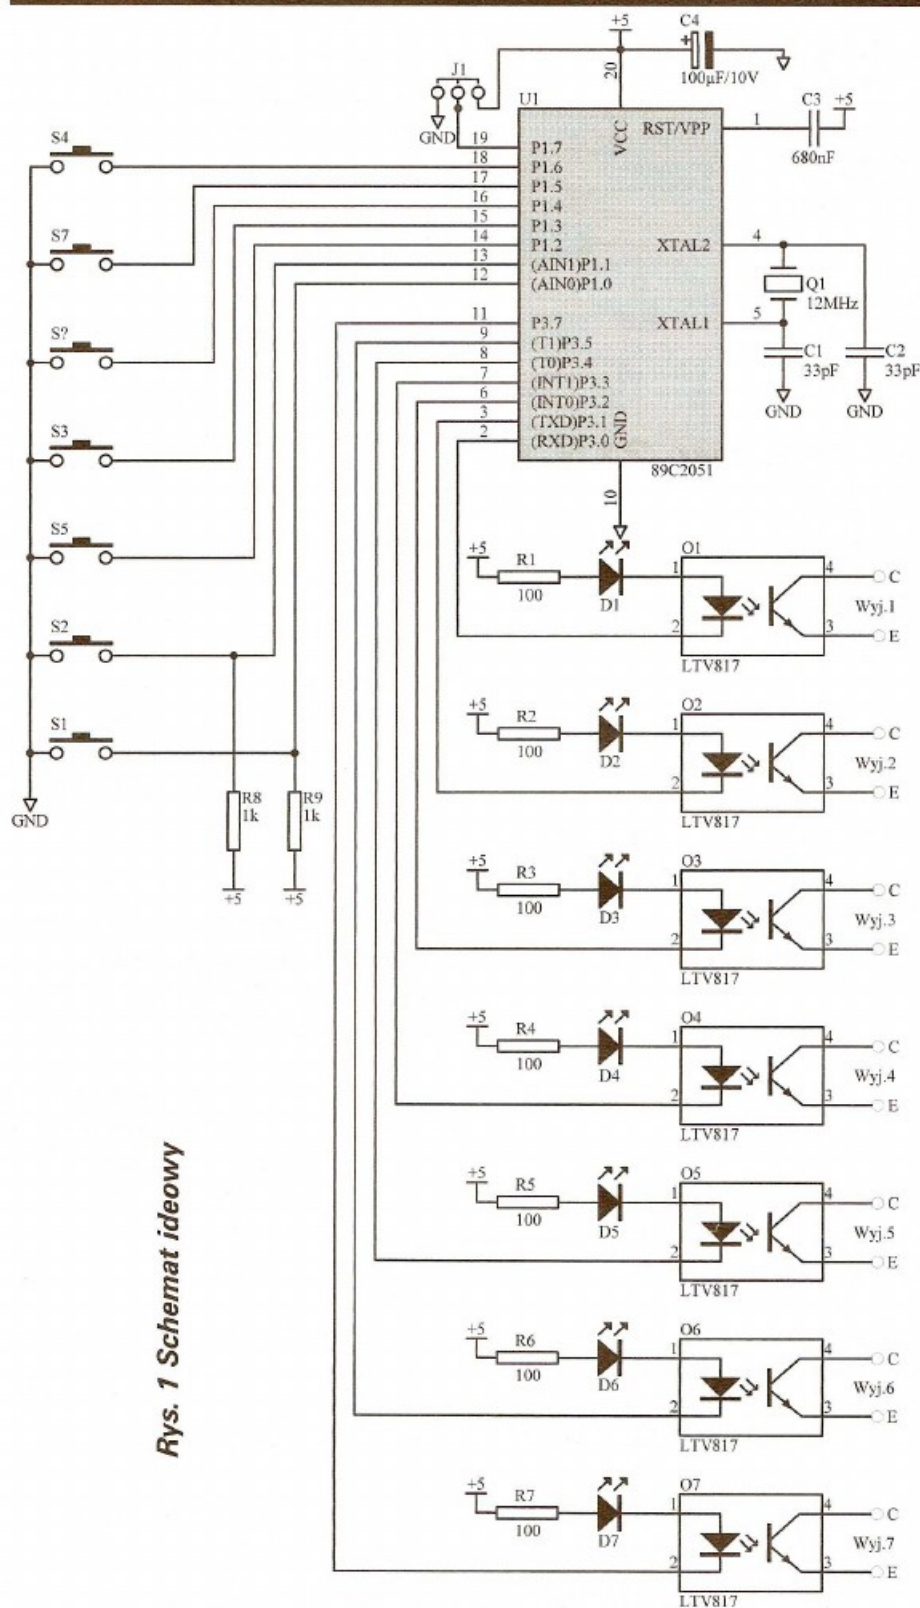 +5
C4
+
100µF/10V
20
J1
GND
U1
VCC
RST/VPP
1
C3
680nF
+5
19
P1.7
18
P1.6
17
P1.5
16
P1.4
15
P1.3
14
P1.2
13
(AIN1)P1.1
12
(AIN0)P1.0
11
P3.7
9
(T1)P3.5
8
(T0)P3.4
7
(INT1)P3.3
6
(INT0)P3.2
3
(TXD)P3.1
2
(RXD)P3.0
GND
10
89C2051
XTAL2
4
XTAL1
5
Q1
12MHz
C1
33pF
C2
33pF
GND
GND
S4
S7
S?
S3
S5
S2
S1
GND
R8
1k
R9
1k
+5
+5
+5
R1
100
D1
O1
1
2
4
3
C
Wyj.1
E
LTV817
+5
R2
100
D2
O2
1
2
4
3
C
Wyj.2
E
LTV817
+5
R3
100
D3
O3
1
2
4
3
C
Wyj.3
E
LTV817
+5
R4
100
D4
O4
1
2
4
3
C
Wyj.4
E
LTV817
+5
R5
100
D5
O5
1
2
4
3
C
Wyj.5
E
LTV817
+5
R6
100
D6
O6
1
2
4
3
C
Wyj.6
E
LTV817
+5
R7
100
D7
O7
1
2
4
3
C
Wyj.7
E
LTV817
Rys. 1 Schemat ideowy